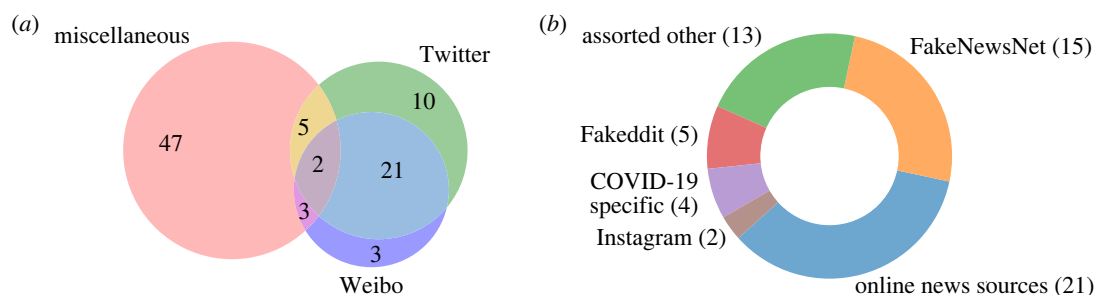 (a)
miscellaneous
Twitter
10
5
47
2
21
3
3
Weibo
(b)
assorted other (13)
FakeNewsNet (15)
Fakeddit (5)
COVID-19
specific (4)
Instagram (2)
online news sources (21)